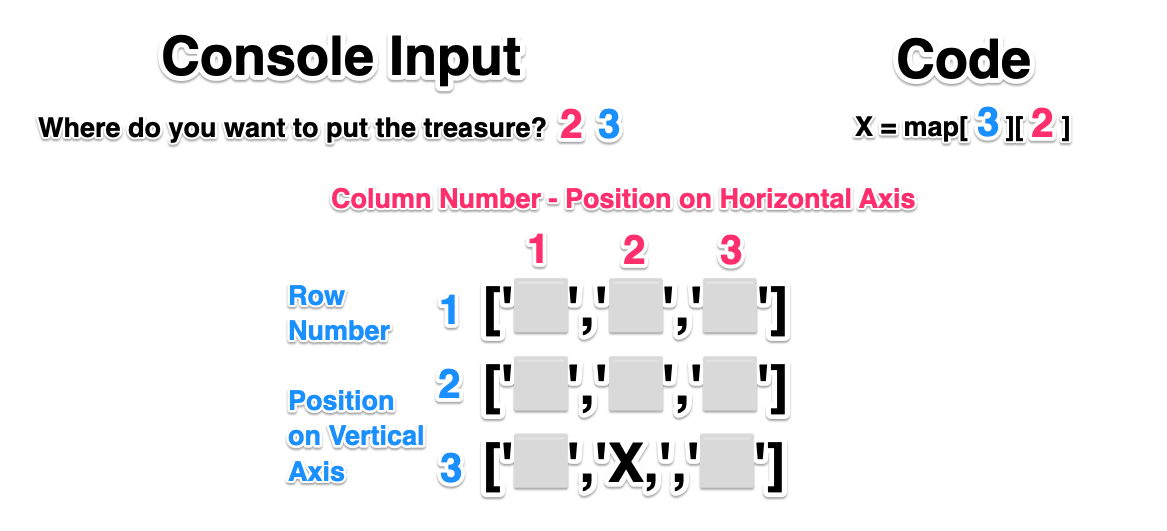 Console Input
Code
Where do you want to put the treasure? 2 3
X = map[ 3 ][ 2 ]
Column Number - Position on Horizontal Axis
1 2 3
Row
Number
1 ['⬜','⬜','⬜']
2 ['⬜','⬜','⬜']
Position
on Vertical
Axis
3 ['⬜','X,','⬜']